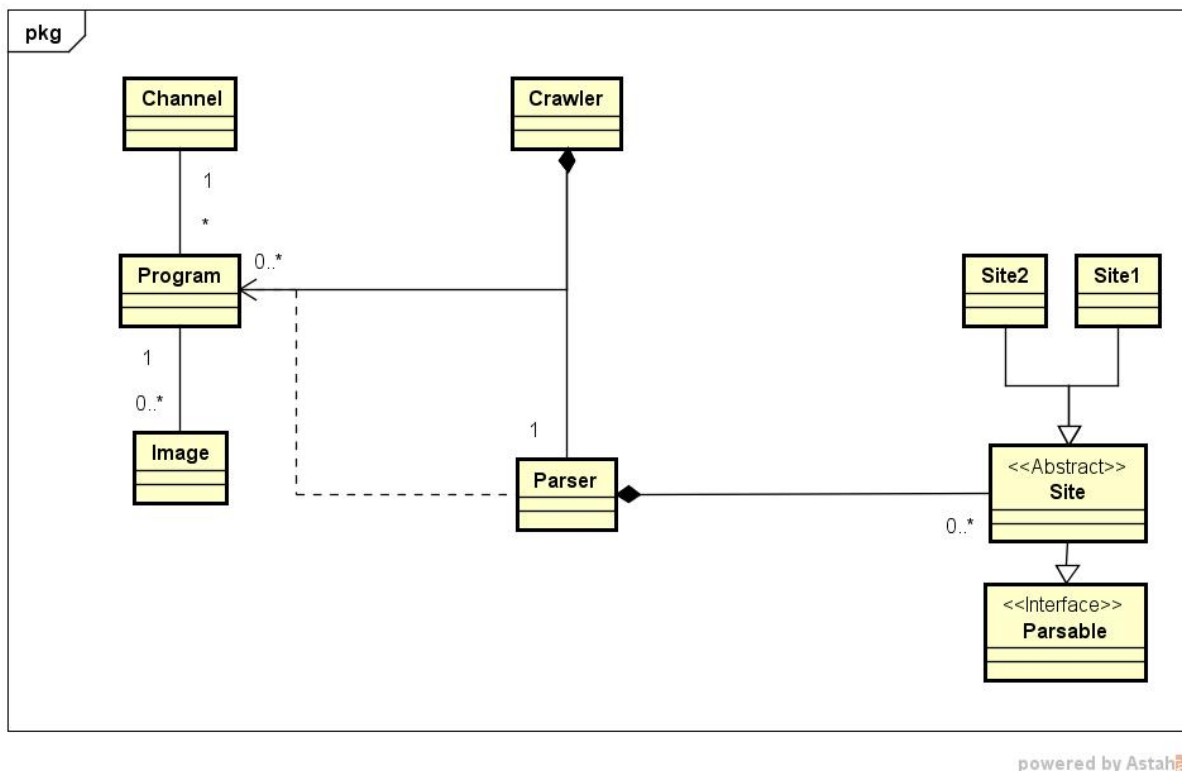 pkg
Channel
Crawler
1
*
0..*
Program
Site2
Site1
1
0..*
Image
1
Parser
<<Abstract>>
Site
0..*
<<Interface>>
Parsable
powered by Astah